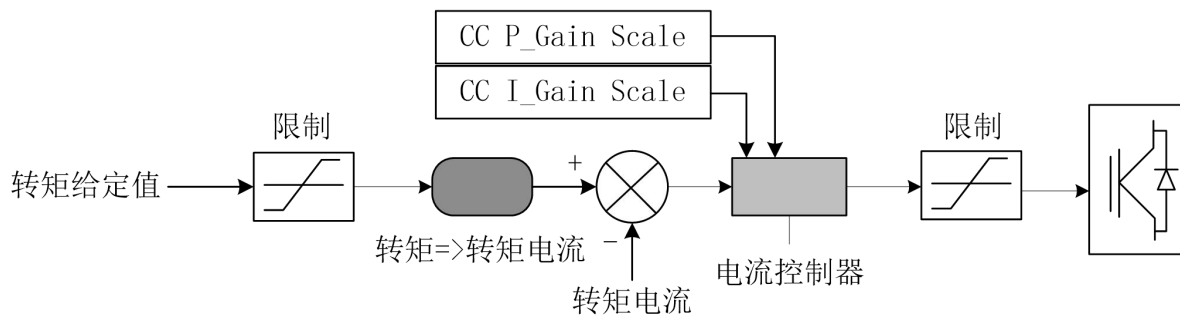 CC P_Gain Scale
CC I_Gain Scale
限制
限制
转矩给定值
+
转矩=>转矩电流
-
电流控制器
转矩电流